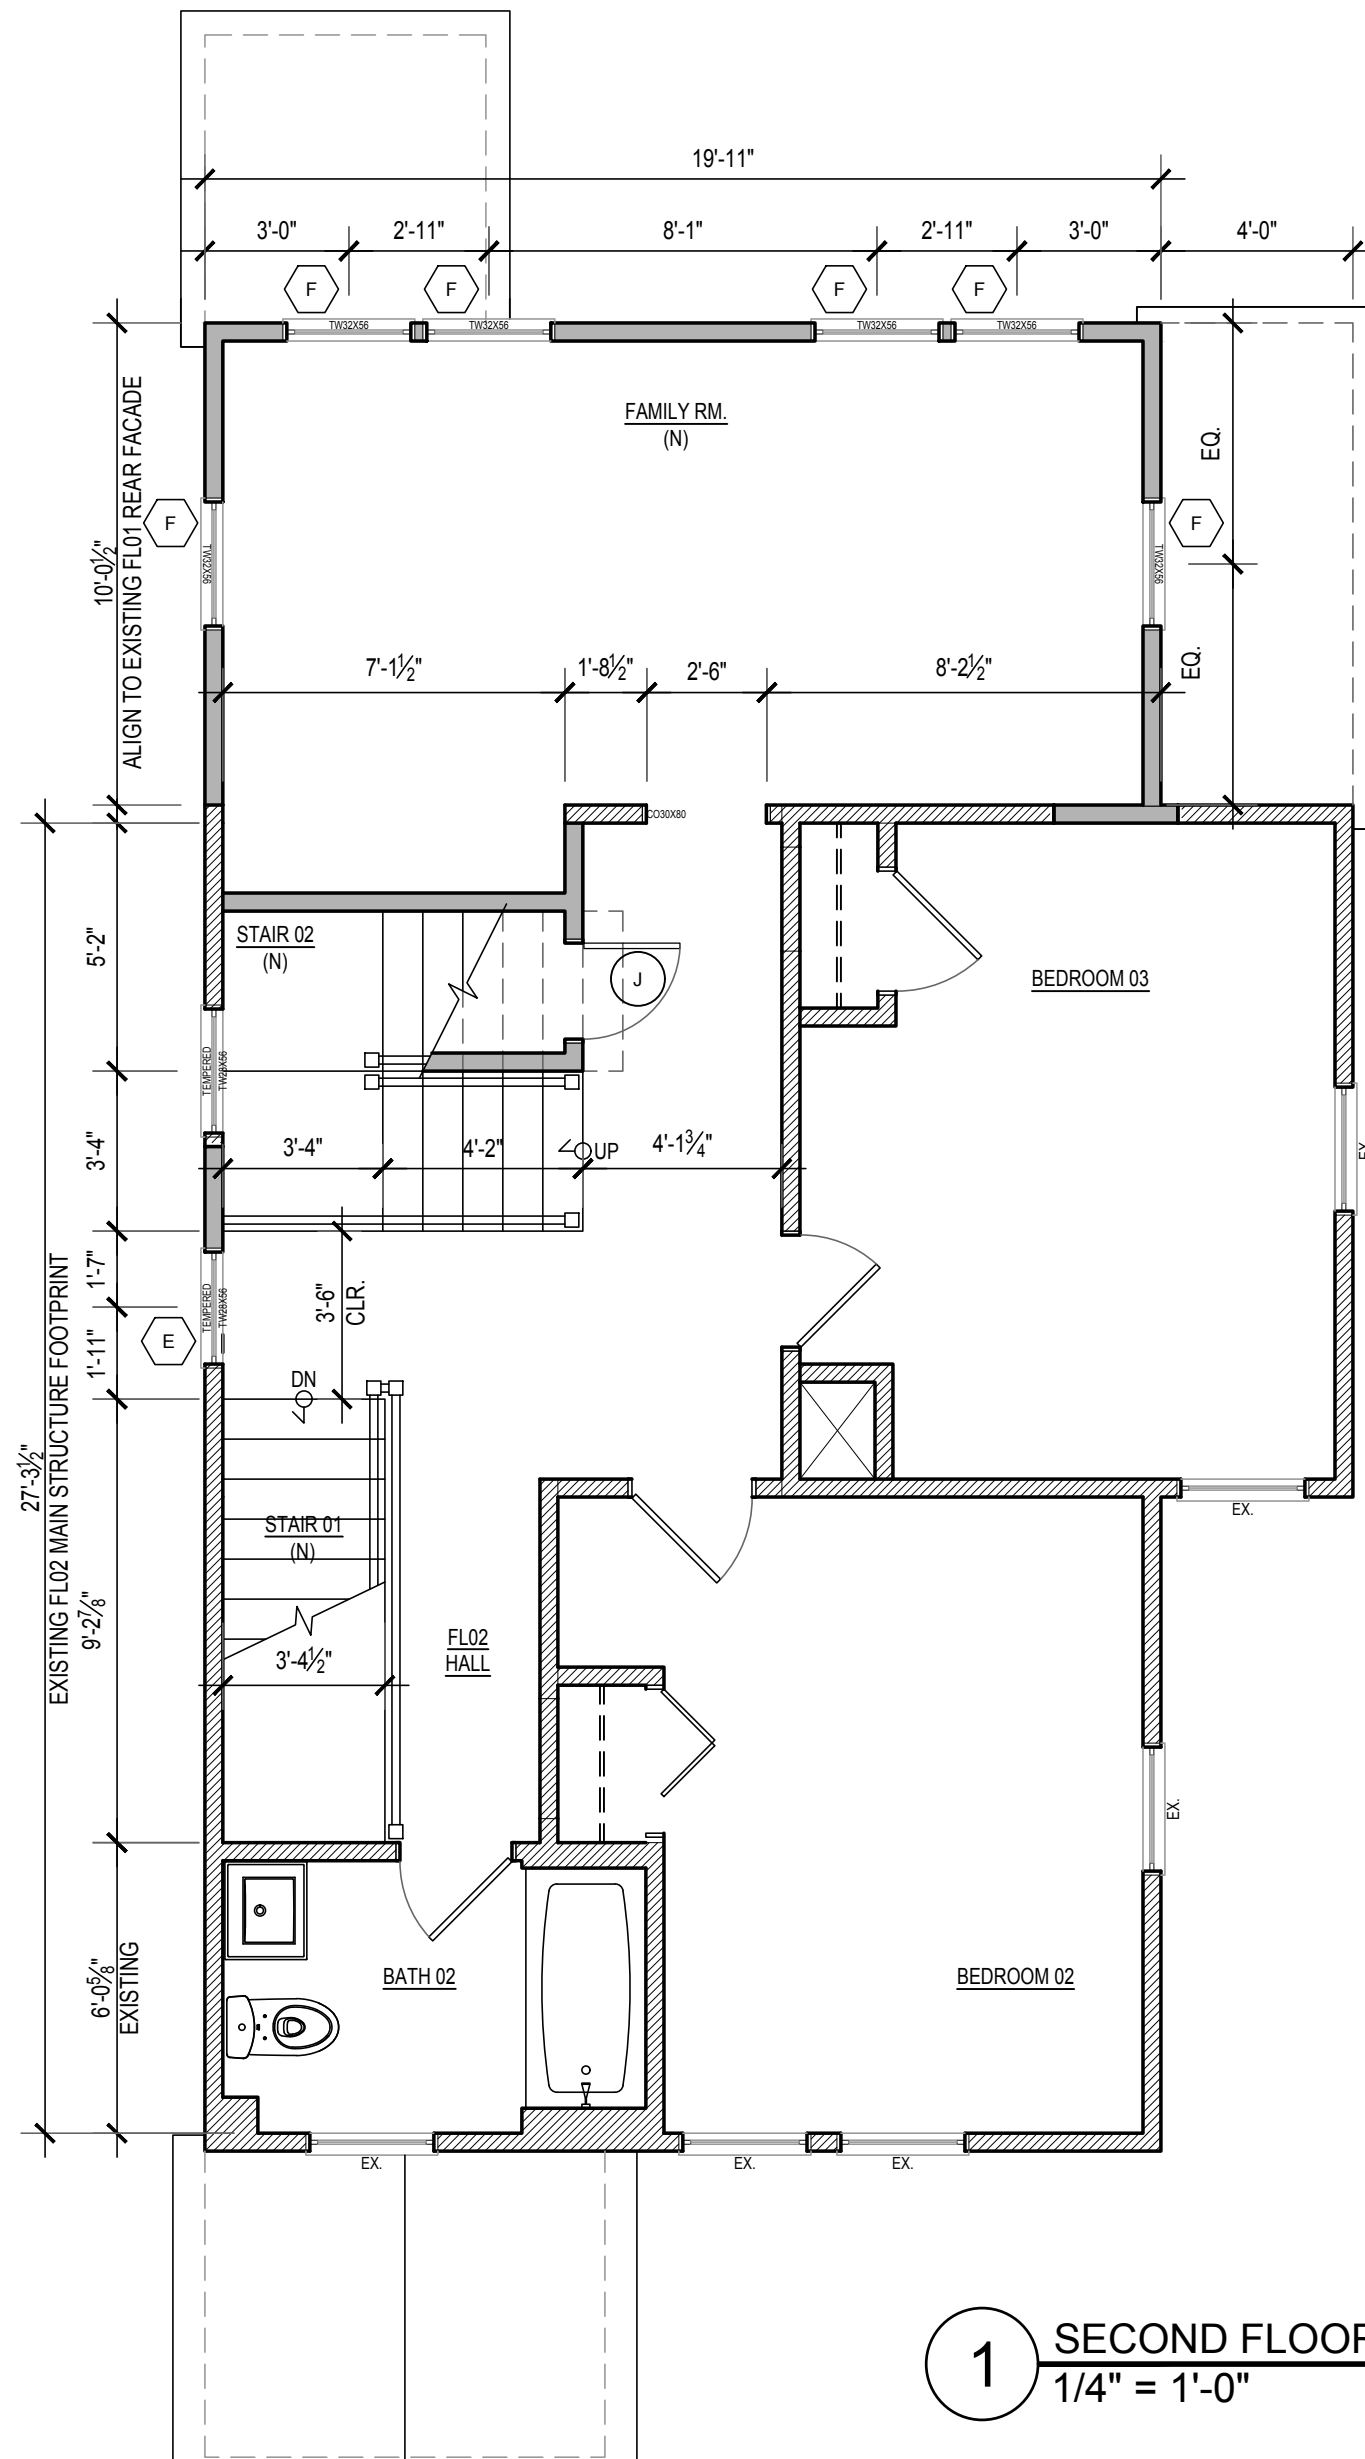 19'-11"
3'-0"
2'-11"
8'-1"
2'-11"
3'-0"
4'-0"
F
F
F
F
TW32X56
TW32X56
TW32X56
TW32X56
FAMILY RM.
(N)
EQ.
10'-0½"
ALIGN TO EXISTING FL01 REAR FACADE
F
TW32X56
F
TW32X56
EQ.
7'-1½"
1'-8½"
2'-6"
8'-2½"
CO30X80
5'-2"
STAIR 02
(N)
J
BEDROOM 03
TEMPERED
TW28X56
3'-4"
3'-4"
4'-2"
UP
4'-1¾"
EX.
1'-7"
3'-6"
CLR.
TEMPERED
TW28X56
E
1'-11"
DN
27'-3½"
EXISTING FL02 MAIN STRUCTURE FOOTPRINT
EX.
STAIR 01
(N)
9'-2⅞"
3'-4½"
FL02
HALL
EX.
6'-0⅝"
EXISTING
BATH 02
BEDROOM 02
EX.
EX.
EX.
1
SECOND FLOOR
1/4" = 1'-0"